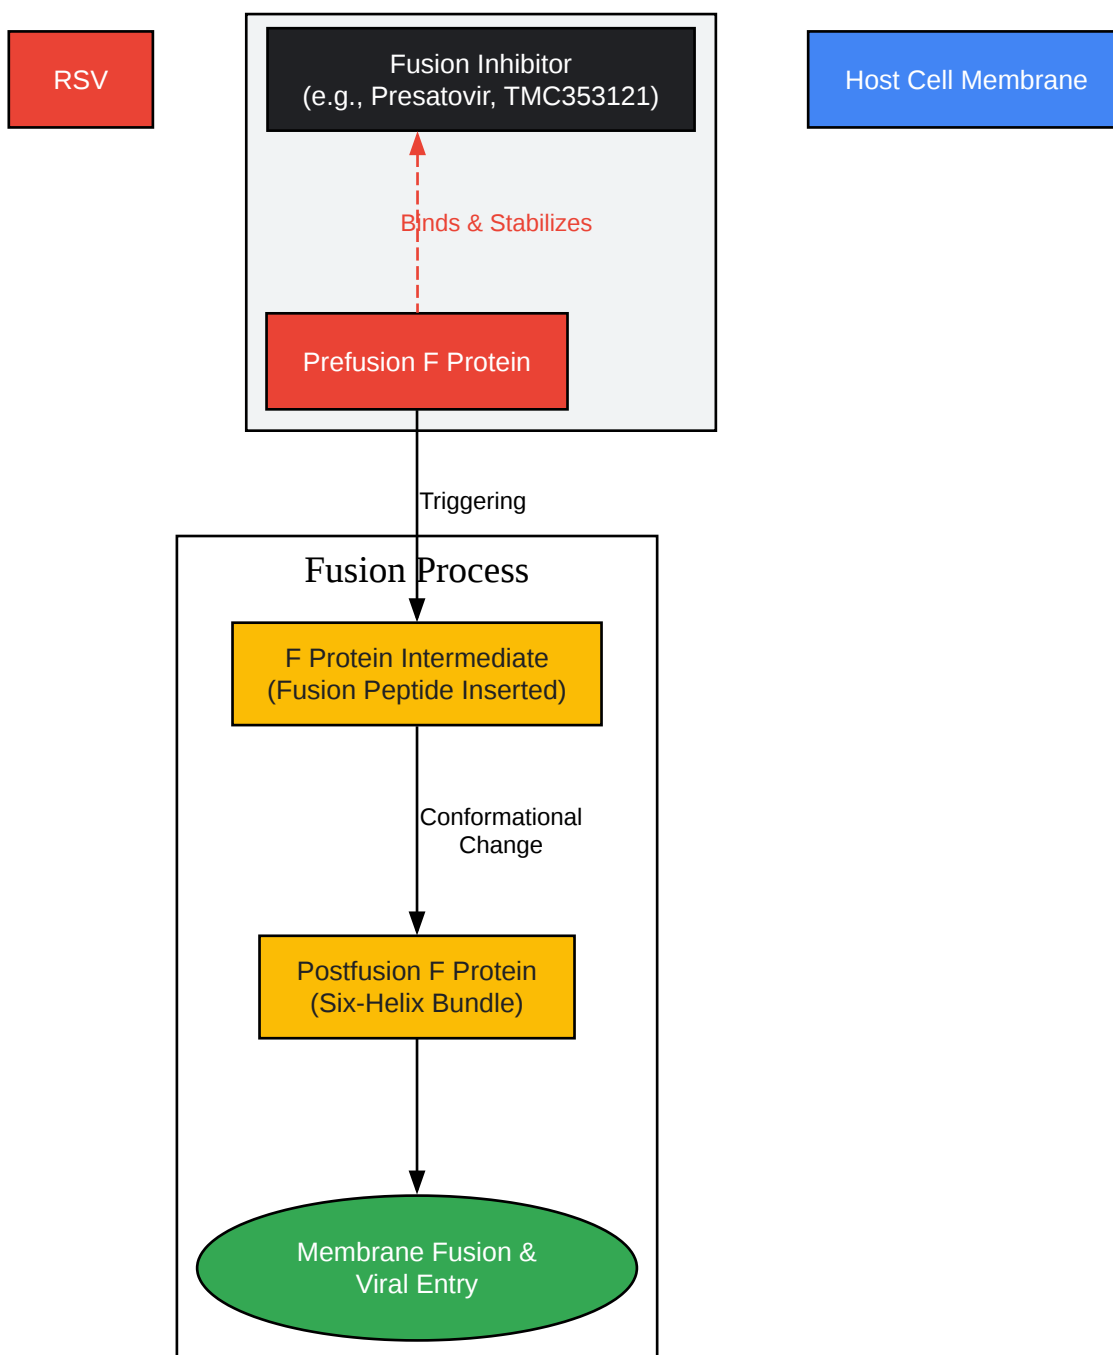 RSV
Fusion Inhibitor
(e.g., Presatovir, TMC353121)
Host Cell Membrane
Binds & Stabilizes
Prefusion F Protein
Triggering
Fusion Process
F Protein Intermediate
(Fusion Peptide Inserted)
Conformational
Change
Postfusion F Protein
(Six-Helix Bundle)
Membrane Fusion &
Viral Entry